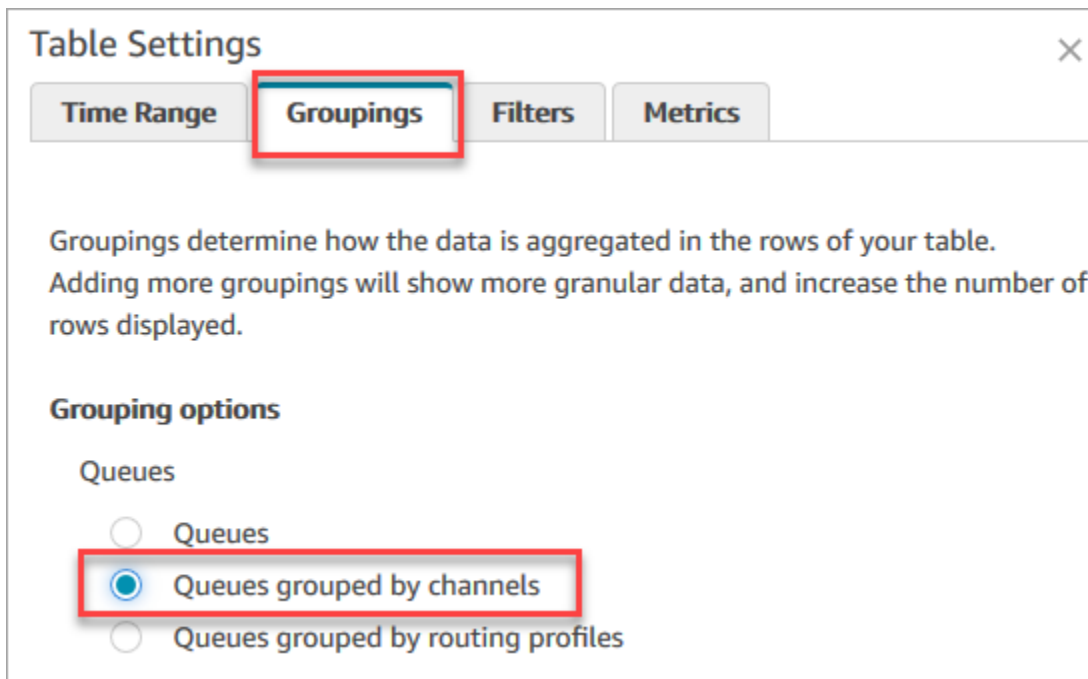 Table Settings
Time Range Groupings Filters Metrics
Groupings determine how the data is aggregated in the rows of your table.
Adding more groupings will show more granular data, and increase the number of
rows displayed.
Grouping options
Queues
Queues
Queues grouped by channels
Queues grouped by routing profiles